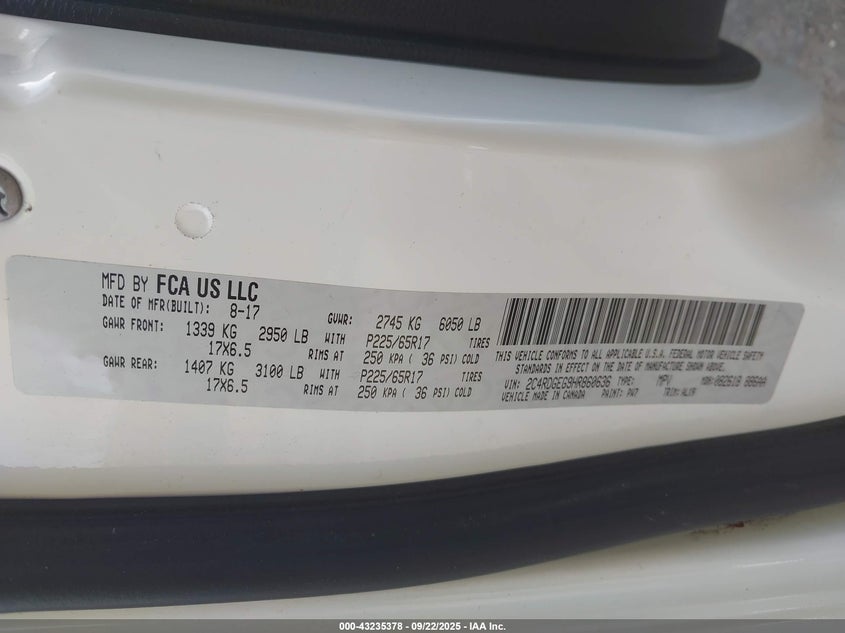 MFD BY FCA US LLC
DATE OF MFR(BUILT): 8-17 GVWR: 2745 KG 6050 LB
GAWR FRONT: 1339 KG 2950 LB WITH P225/65R17 TIRES
17X6.5 RIMS AT 250 KPA ( 36 PSI) COLD
GAWR REAR: 1407 KG 3100 LB WITH P225/65R17 TIRES
17X6.5 RIMS AT 250 KPA ( 36 PSI) COLD
THIS VEHICLE CONFORMS TO ALL APPLICABLE U.S.A. FEDERAL MOTOR VEHICLE SAFETY
STANDARDS IN EFFECT ON THE DATE OF MANUFACTURE SHOWN ABOVE.
VIN: 2C4RDGEG9HR860636 TYPE: MPV MDH: 082618 886AA
VEHICLE MADE IN CANADA PAINT: PW7 TRIM:
000-43235378 - 09/22/2025 - IAA Inc.